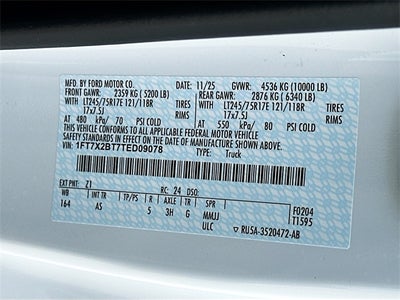 MFD. BY FORD MOTOR CO. 11/25 GVWR: 4536 KG (10000 LB)
FRONT GAWR: 2359 KG (5200 LB) REAR GAWR: 2876 KG (6340 LB)
LT245/75R17E 121/118R TIRES LT245/75R17E 121/118R TIRES
17x7.5J RIMS 17x7.5J RIMS
AT 480 kPa/ 70 PSI COLD AT 550 kPa/ 80 PSI COLD
THIS VEHICLE CONFORMS TO ALL APPLICABLE FEDERAL MOTOR VEHICLE
SAFETY STANDARDS IN EFFECT ON THE DATE OF MANUFACTURE SHOWN ABOVE.
VIN: 1FT7X2BT7TED09078 TYPE: Truck
EXT PNT: Z1 RC: 24 DSO: F0204
WB INT TR TP/PS R AXLE TR SPR T1595
164 AS 5 3H G MMJJ
ULC RU5A-3520472-AB